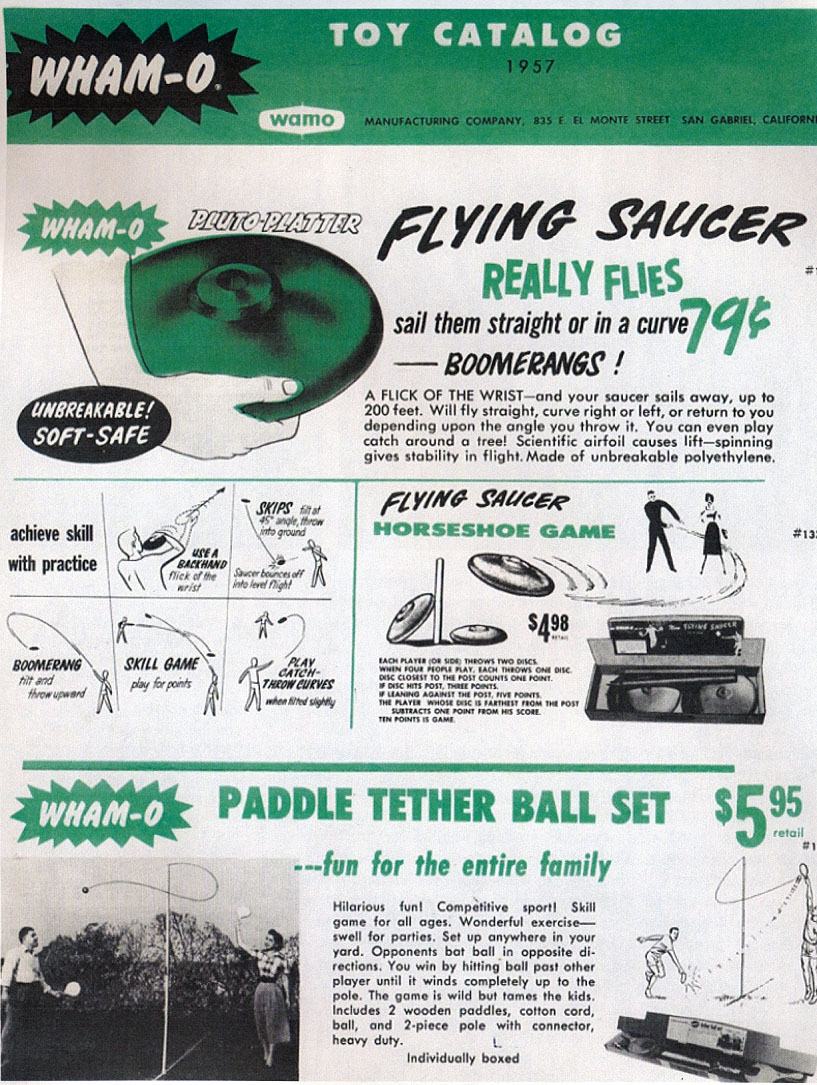 WHAM-O®
TOY CATALOG
1957
wamo
MANUFACTURING COMPANY, 835 E. EL MONTE STREET SAN GABRIEL, CALIFORNI
WHAM-O
PLUTO-PLATTER
FLYING SAUCER
REALLY FLIES
sail them straight or in a curve
79¢
— BOOMERANGS !
UNBREAKABLE!
SOFT-SAFE
A FLICK OF THE WRIST—and your saucer sails away, up to
200 feet. Will fly straight, curve right or left, or return to you
depending upon the angle you throw it. You can even play
catch around a tree! Scientific airfoil causes lift—spinning
gives stability in flight. Made of unbreakable polyethylene.
#1
achieve skill
with practice
USE A
BACKHAND
flick of the
wrist
SKIPS tilt at
45° angle, throw
into ground
Saucer bounces off
into level flight
BOOMERANG
tilt and
throw upward
SKILL GAME
play for points
PLAY
CATCH-
THROW CURVES
when tilted slightly
FLYING SAUCER
HORSESHOE GAME
#133
$4.98
RETAIL
FLYING SAUCER
EACH PLAYER (OR SIDE) THROWS TWO DISCS.
WHEN FOUR PEOPLE PLAY, EACH THROWS ONE DISC.
DISC CLOSEST TO THE POST COUNTS ONE POINT.
IF DISC HITS POST, THREE POINTS.
IF LEANING AGAINST THE POST, FIVE POINTS.
THE PLAYER WHOSE DISC IS FARTHEST FROM THE POST
SUBTRACTS ONE POINT FROM HIS SCORE.
TEN POINTS IS GAME.
WHAM-O
PADDLE TETHER BALL SET
$5.95
retail
#1
---fun for the entire family
Hilarious fun! Competitive sport! Skill
game for all ages. Wonderful exercise—
swell for parties. Set up anywhere in your
yard. Opponents bat ball in opposite di-
rections. You win by hitting ball past other
player until it winds completely up to the
pole. The game is wild but tames the kids.
Includes 2 wooden paddles, cotton cord,
ball, and 2-piece pole with connector,
heavy duty.
Individually boxed